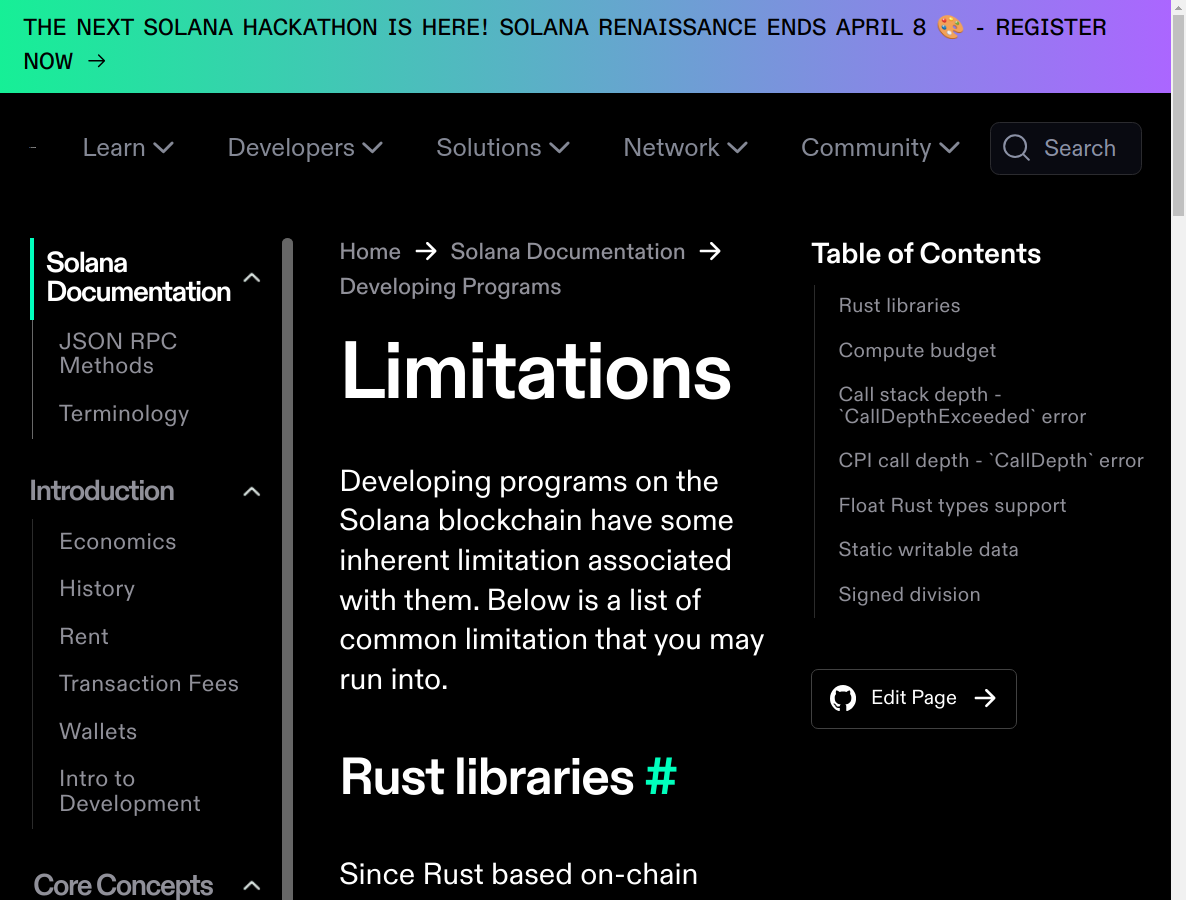 THE NEXT SOLANA HACKATHON IS HERE! SOLANA RENAISSANCE ENDS APRIL 8 🎨 - REGISTER
NOW →
Learn
Developers
Solutions
Network
Community
Search
Solana
Documentation
JSON RPC
Methods
Terminology
Introduction
Economics
History
Rent
Transaction Fees
Wallets
Intro to
Development
Core Concepts
Home → Solana Documentation →
Developing Programs
Limitations
Developing programs on the
Solana blockchain have some
inherent limitation associated
with them. Below is a list of
common limitation that you may
run into.
Rust libraries #
Since Rust based on-chain
Table of Contents
Rust libraries
Compute budget
Call stack depth -
`CallDepthExceeded` error
CPI call depth - `CallDepth` error
Float Rust types support
Static writable data
Signed division
Edit Page →